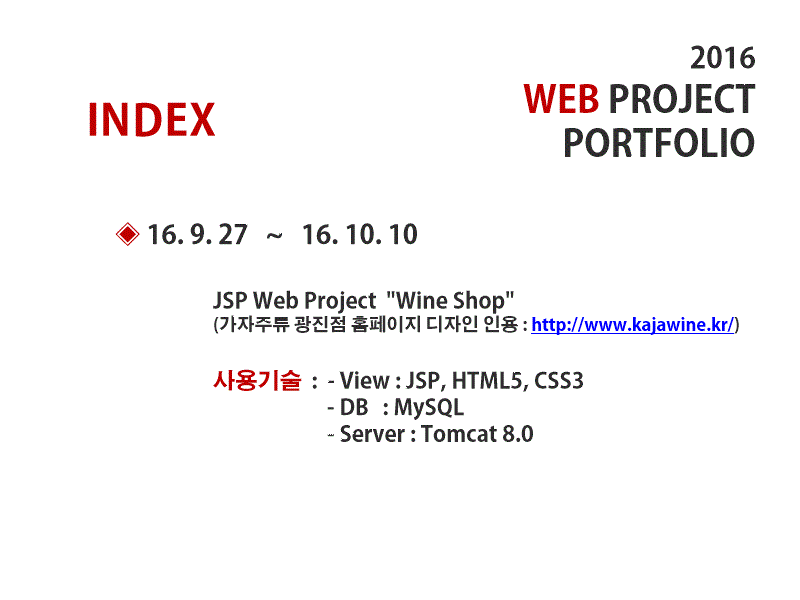 2016
WEB PROJECT
PORTFOLIO
INDEX
◈ 16. 9. 27 ~ 16. 10. 10
JSP Web Project "Wine Shop"
(가자주류 광진점 홈페이지 디자인 인용 : http://www.kajawine.kr/)
사용기술 : - View : JSP, HTML5, CSS3
- DB : MySQL
- Server : Tomcat 8.0